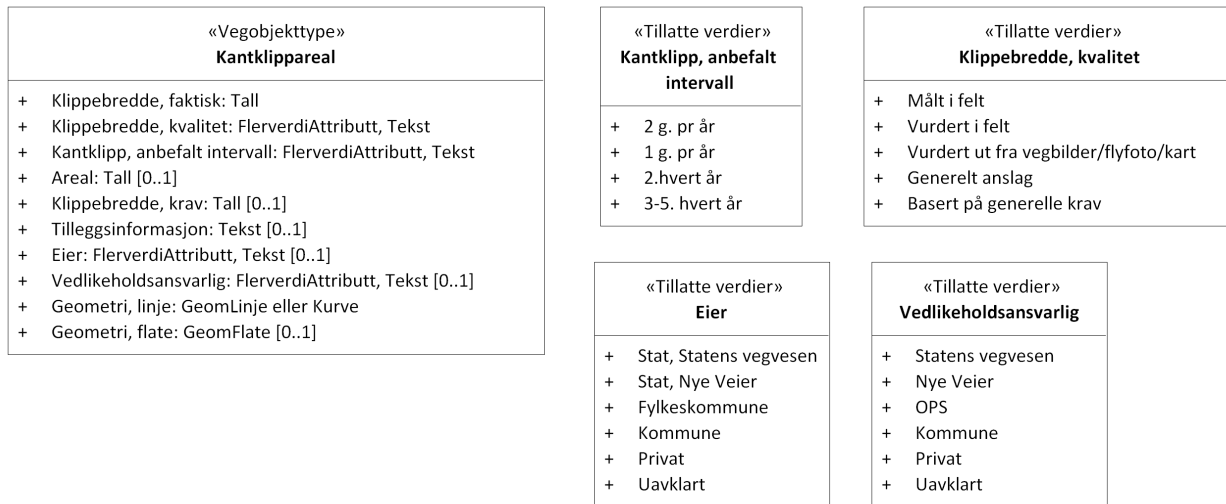 «Vegobjekttype»
Kantklippareal
+ Klippebredde, faktisk: Tall
+ Klippebredde, kvalitet: FlerverdiAttributt, Tekst
+ Kantklipp, anbefalt intervall: FlerverdiAttributt, Tekst
+ Areal: Tall [0..1]
+ Klippebredde, krav: Tall [0..1]
+ Tilleggsinformasjon: Tekst [0..1]
+ Eier: FlerverdiAttributt, Tekst [0..1]
+ Vedlikeholdsansvarlig: FlerverdiAttributt, Tekst [0..1]
+ Geometri, linje: GeomLinje eller Kurve
+ Geometri, flate: GeomFlate [0..1]
«Tillatte verdier»
Kantklipp, anbefalt
intervall
+ 2 g. pr år
+ 1 g. pr år
+ 2.hvert år
+ 3-5. hvert år
«Tillatte verdier»
Klippebredde, kvalitet
+ Målt i felt
+ Vurdert i felt
+ Vurdert ut fra vegbilder/flyfoto/kart
+ Generelt anslag
+ Basert på generelle krav
«Tillatte verdier»
Eier
+ Stat, Statens vegvesen
+ Stat, Nye Veier
+ Fylkeskommune
+ Kommune
+ Privat
+ Uavklart
«Tillatte verdier»
Vedlikeholdsansvarlig
+ Statens vegvesen
+ Nye Veier
+ OPS
+ Kommune
+ Privat
+ Uavklart